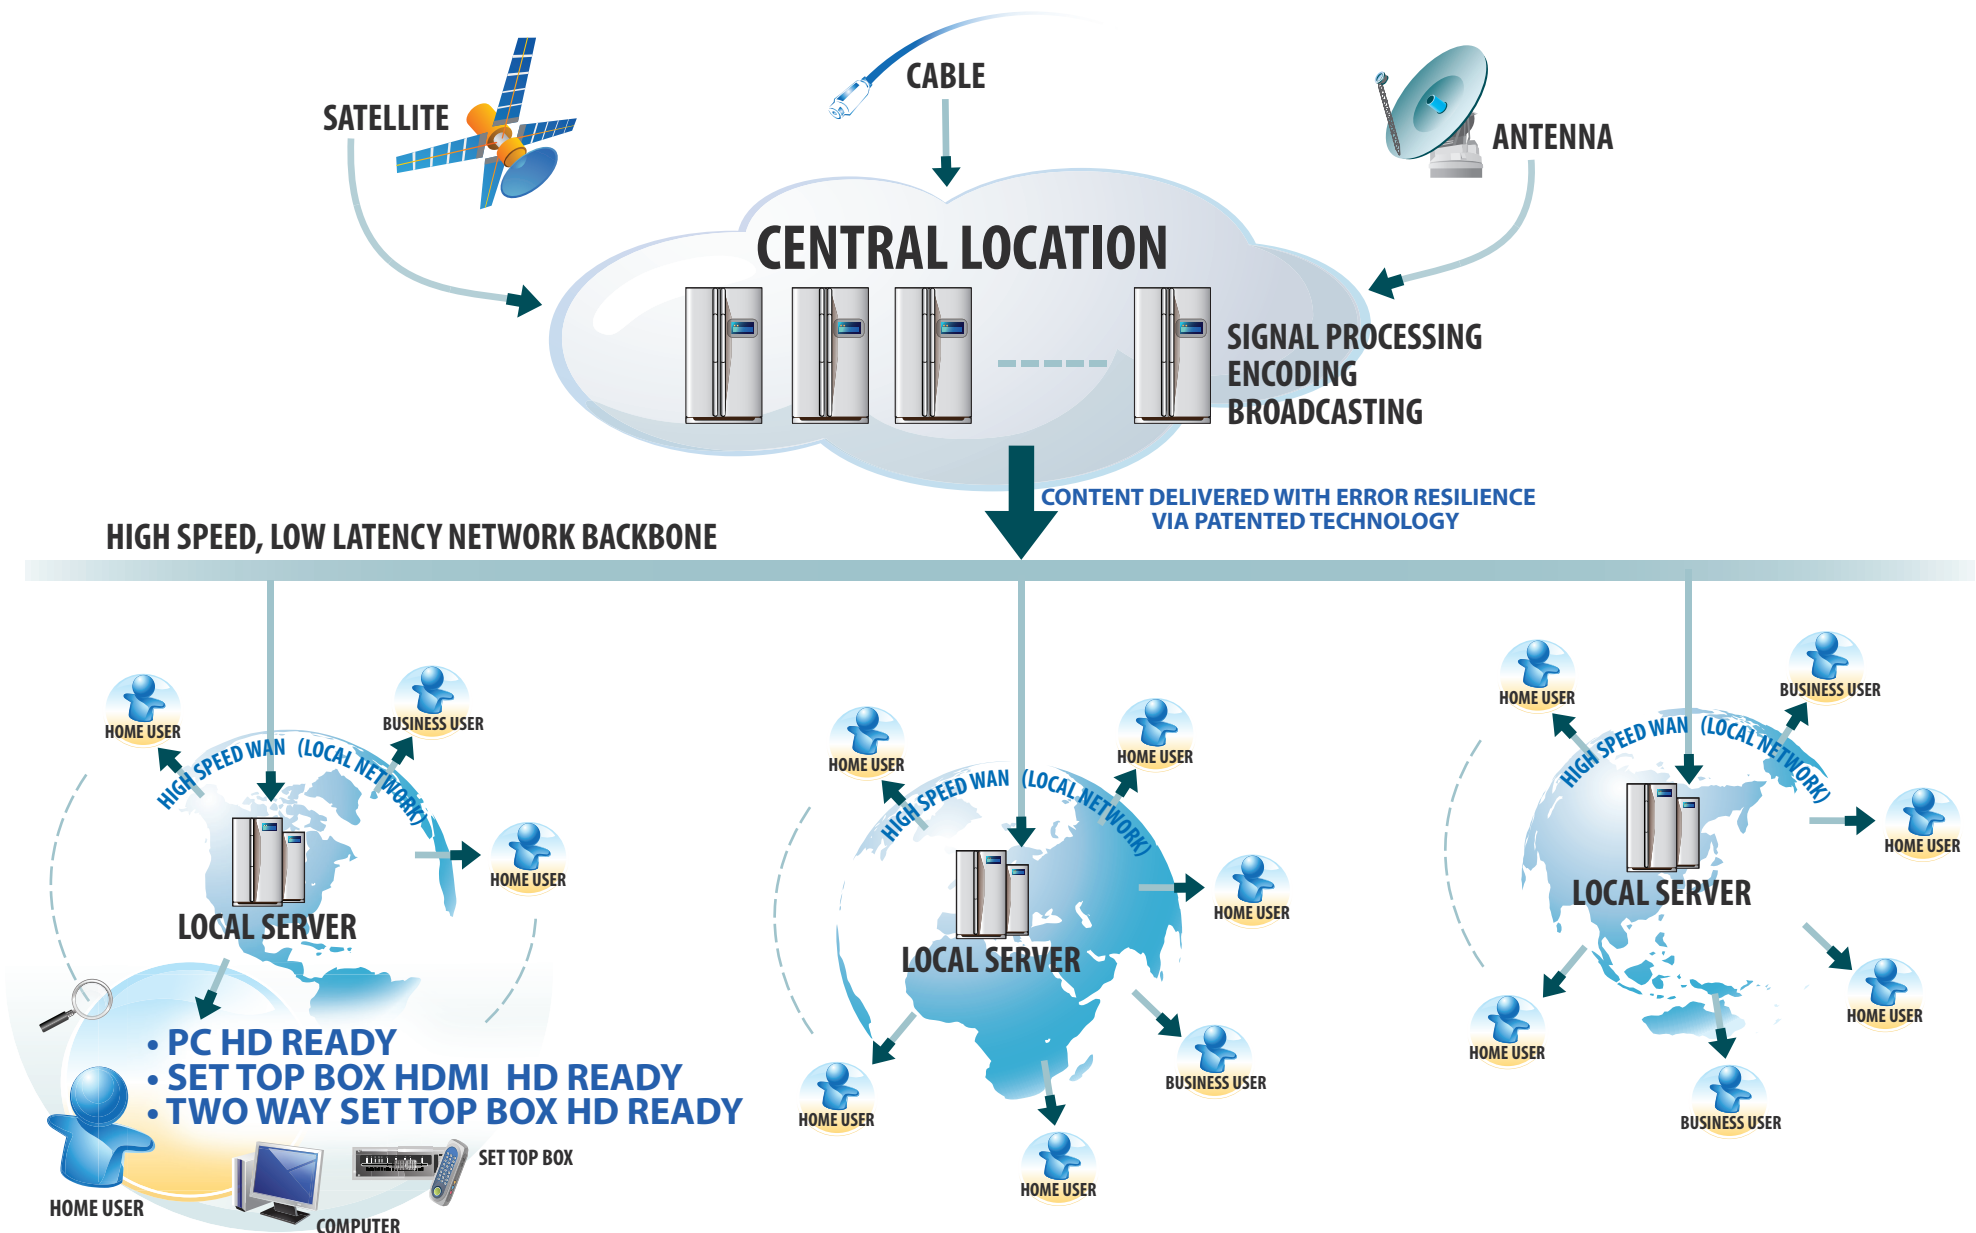 CABLE
SATELLITE
ANTENNA
CENTRAL LOCATION
SIGNAL PROCESSING
ENCODING
BROADCASTING
CONTENT DELIVERED WITH ERROR RESILIENCE
VIA PATENTED TECHNOLOGY
HIGH SPEED, LOW LATENCY NETWORK BACKBONE
HOME USER
BUSINESS USER
HIGH SPEED WAN (LOCAL NETWORK)
HOME USER
LOCAL SERVER
• PC HD READY
• SET TOP BOX HDMI HD READY
• TWO WAY SET TOP BOX HD READY
SET TOP BOX
HOME USER
COMPUTER
HOME USER
HOME USER
HIGH SPEED WAN (LOCAL NETWORK)
HOME USER
LOCAL SERVER
BUSINESS USER
HOME USER
HOME USER
HOME USER
BUSINESS USER
HIGH SPEED WAN (LOCAL NETWORK)
HOME USER
LOCAL SERVER
HOME USER
HOME USER
BUSINESS USER